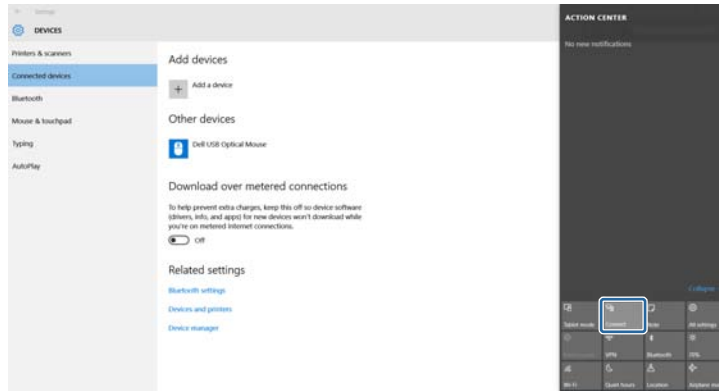 Settings
DEVICES
Printers & scanners
Connected devices
Bluetooth
Mouse & touchpad
Typing
AutoPlay
Add devices
Add a device
Other devices
Dell USB Optical Mouse
Download over metered connections
To help prevent extra charges, keep this off so device software
(drivers, info, and apps) for new devices won't download while
you're on metered Internet connections.
Off
Related settings
Bluetooth settings
Devices and printers
Device manager
ACTION CENTER
No new notifications
Collapse
Tablet mode Connect Note All settings
VPN Bluetooth
Wi-Fi Quiet hours Location Airplane mo